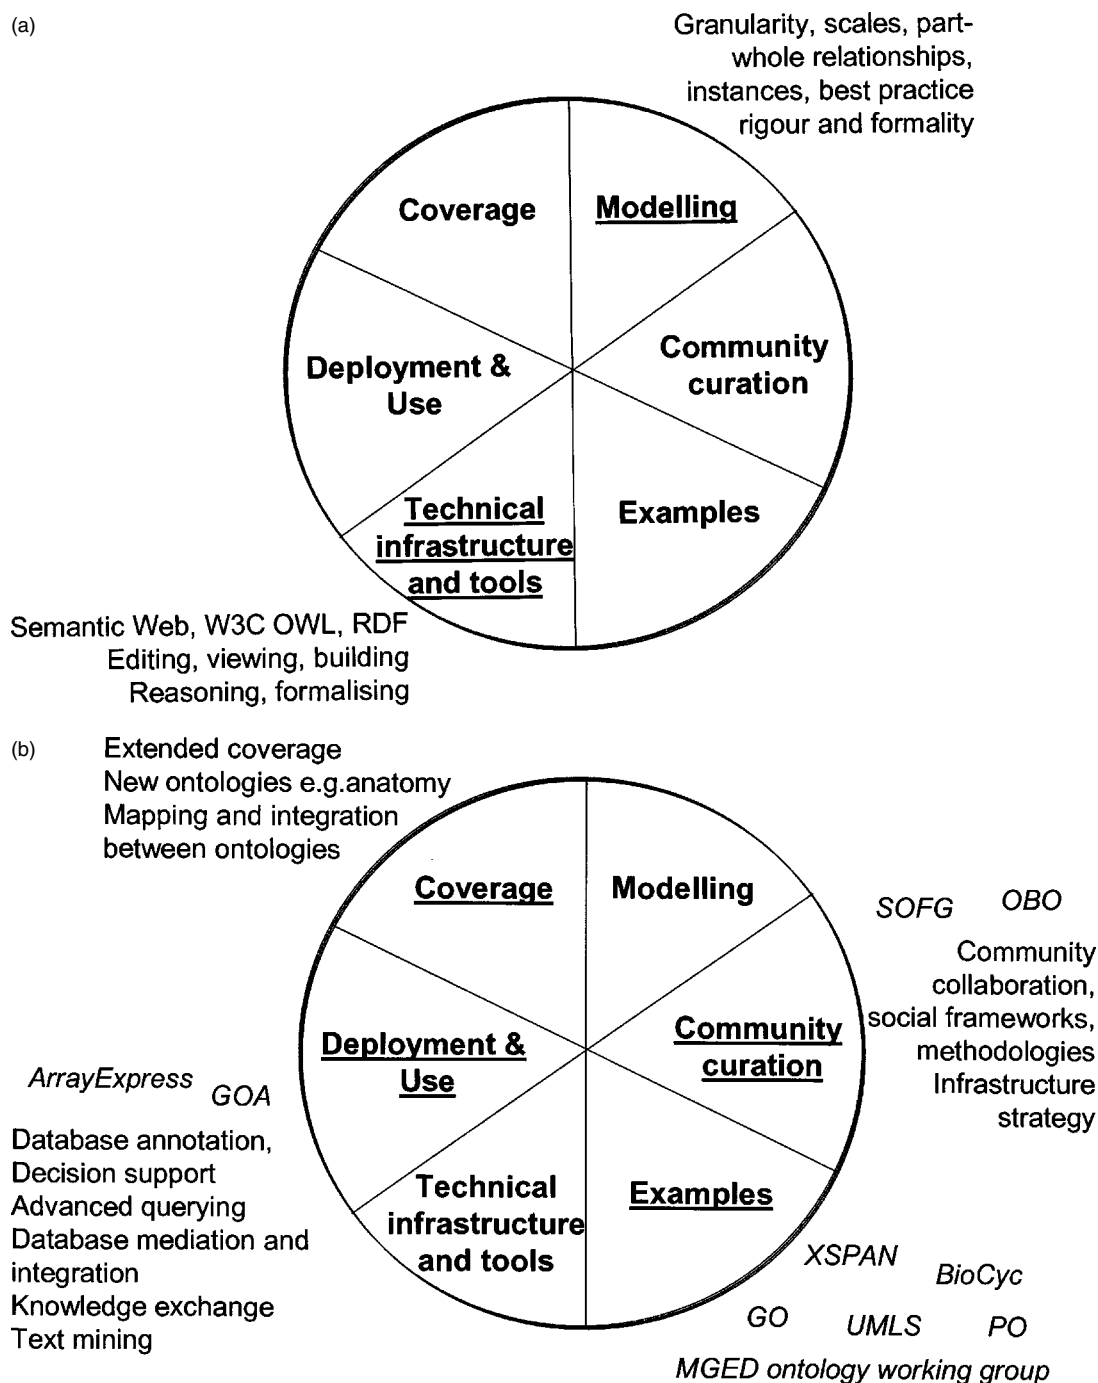 (a)
Granularity, scales, part-
whole relationships,
instances, best practice
rigour and formality
Coverage
Modelling
Community
curation
Deployment &
Use
Technical
infrastructure
and tools
Examples
Semantic Web, W3C OWL, RDF
Editing, viewing, building
Reasoning, formalising
(b)
Extended coverage
New ontologies e.g.anatomy
Mapping and integration
between ontologies
Coverage
Modelling
SOFG
OBO
Community
collaboration,
social frameworks,
methodologies
Infrastructure
strategy
Community
curation
Deployment &
Use
ArrayExpress
GOA
Database annotation,
Decision support
Advanced querying
Database mediation and
integration
Knowledge exchange
Text mining
Technical
infrastructure
and tools
Examples
XSPAN
BioCyc
GO
UMLS
PO
MGED ontology working group